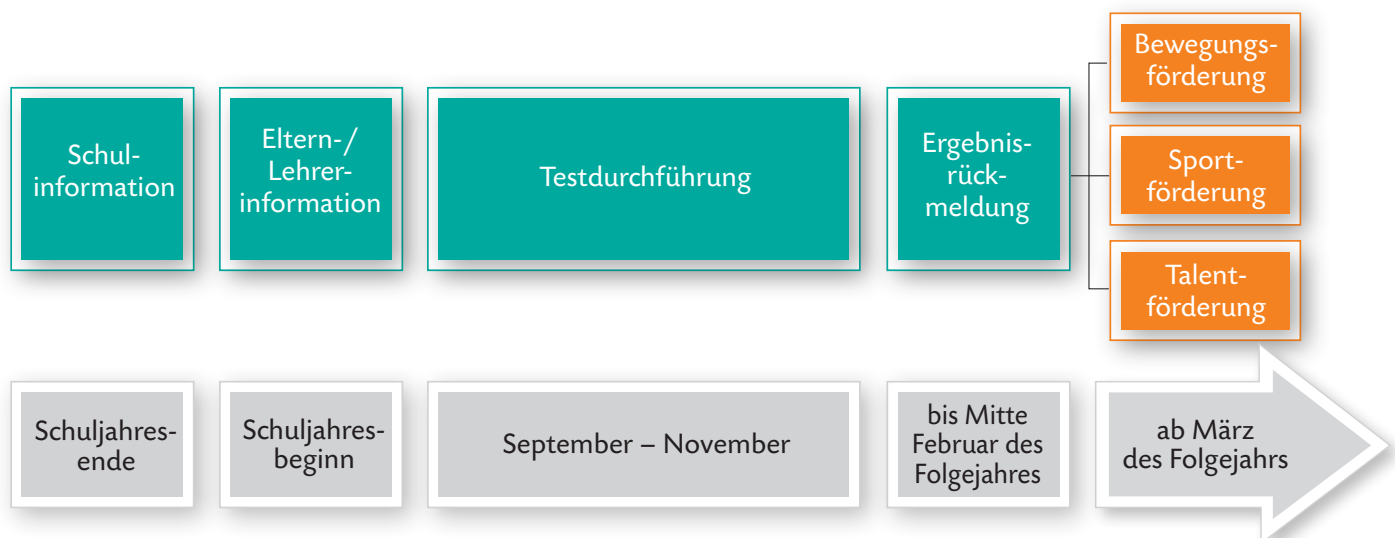 Schul-
information
Eltern-/
Lehrer-
information
Testdurchführung
Ergebnis-
rück-
meldung
Bewegungs-
förderung
Sport-
förderung
Talent-
förderung
Schuljahres-
ende
Schuljahres-
beginn
September – November
bis Mitte
Februar des
Folgejahres
ab März
des Folgejahrs